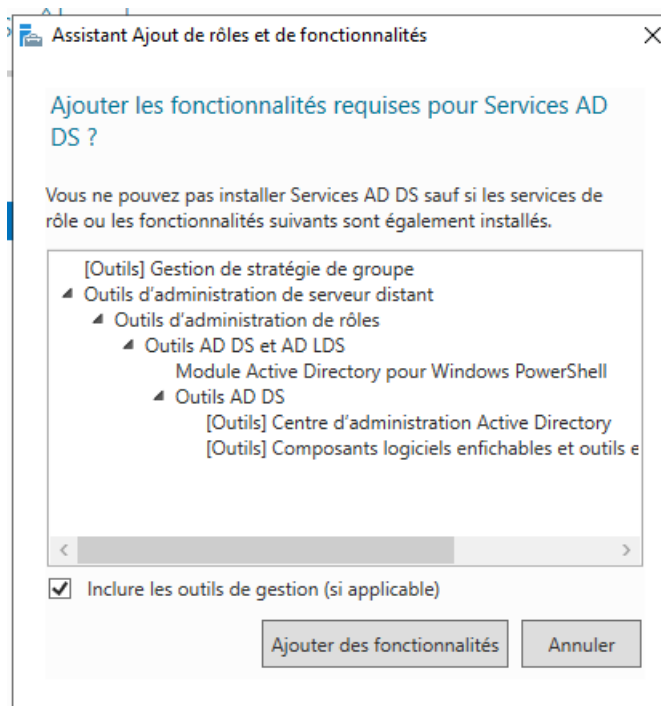 Assistant Ajout de rôles et de fonctionnalités
Ajouter les fonctionnalités requises pour Services AD
DS ?
Vous ne pouvez pas installer Services AD DS sauf si les services de
rôle ou les fonctionnalités suivants sont également installés.
[Outils] Gestion de stratégie de groupe
Outils d’administration de serveur distant
Outils d’administration de rôles
Outils AD DS et AD LDS
Module Active Directory pour Windows PowerShell
Outils AD DS
[Outils] Centre d’administration Active Directory
[Outils] Composants logiciels enfichables et outils e
Inclure les outils de gestion (si applicable)
Ajouter des fonctionnalités
Annuler